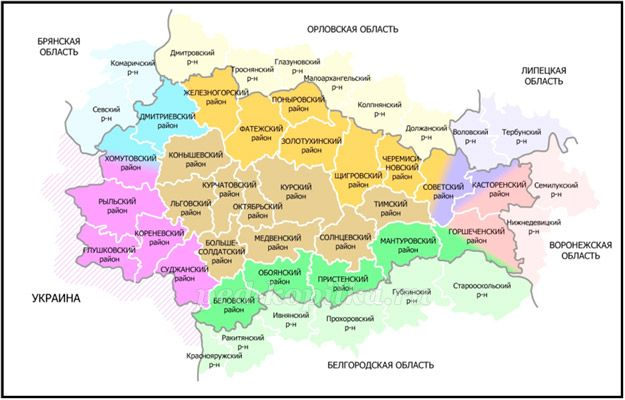 ОРЛОВСКАЯ ОБЛАСТЬ
БРЯНСКАЯ
ОБЛАСТЬ
Комаричский
р-н
Дмитровский
р-н
Троснянский
р-н
Глазуновский
р-н
Малоархангельский
р-н
Колпнянский
р-н
Должанский
р-н
ЛИПЕЦКАЯ
ОБЛАСТЬ
Воловский
р-н
Тербунский
р-н
Севский
р-н
ДМИТРИЕВСКИЙ
район
ЖЕЛЕЗНОГОРСКИЙ
район
ПОНЫРОВСКИЙ
район
ФАТЕЖСКИЙ
район
ЗОЛОТУХИНСКИЙ
район
ХОМУТОВСКИЙ
район
КОНЫШЕВСКИЙ
район
ЩИГРОВСКИЙ
район
ЧЕРЕМИСИ-
НОВСКИЙ
район
СОВЕТСКИЙ
район
КАСТОРЕНСКИЙ
район
Семилукский
р-н
РЫЛЬСКИЙ
район
ЛЬГОВСКИЙ
район
КУРЧАТОВСКИЙ
район
ОКТЯБРЬСКИЙ
район
КУРСКИЙ
район
ТИМСКИЙ
район
ГОРШЕЧЕНСКИЙ
район
Нижнедевицкий
р-н
ВОРОНЕЖСКАЯ
ОБЛАСТЬ
ГЛУШКОВСКИЙ
район
КОРЕНЕВСКИЙ
район
БОЛЬШЕ-
СОЛДАТСКИЙ
район
МЕДВЕНСКИЙ
район
СОЛНЦЕВСКИЙ
район
МАНТУРОВСКИЙ
район
СУДЖАНСКИЙ
район
ОБОЯНСКИЙ
район
ПРИСТЕНСКИЙ
район
БЕЛОВСКИЙ
район
УКРАИНА
Губкинский
р-н
Старооскольский
р-н
Ракитянский
р-н
Ивнянский
р-н
Прохоровский
р-н
Краснояружский
р-н
БЕЛГОРОДСКАЯ ОБЛАСТЬ